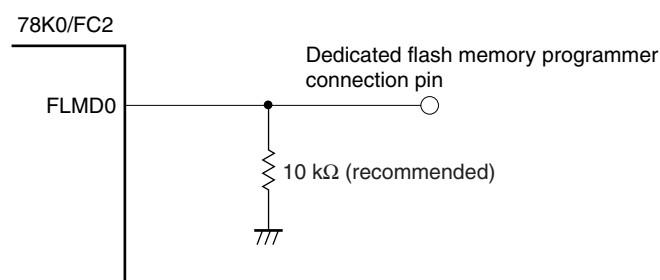 78K0/FC2
Dedicated flash memory programmer
connection pin
FLMD0
10 kΩ (recommended)